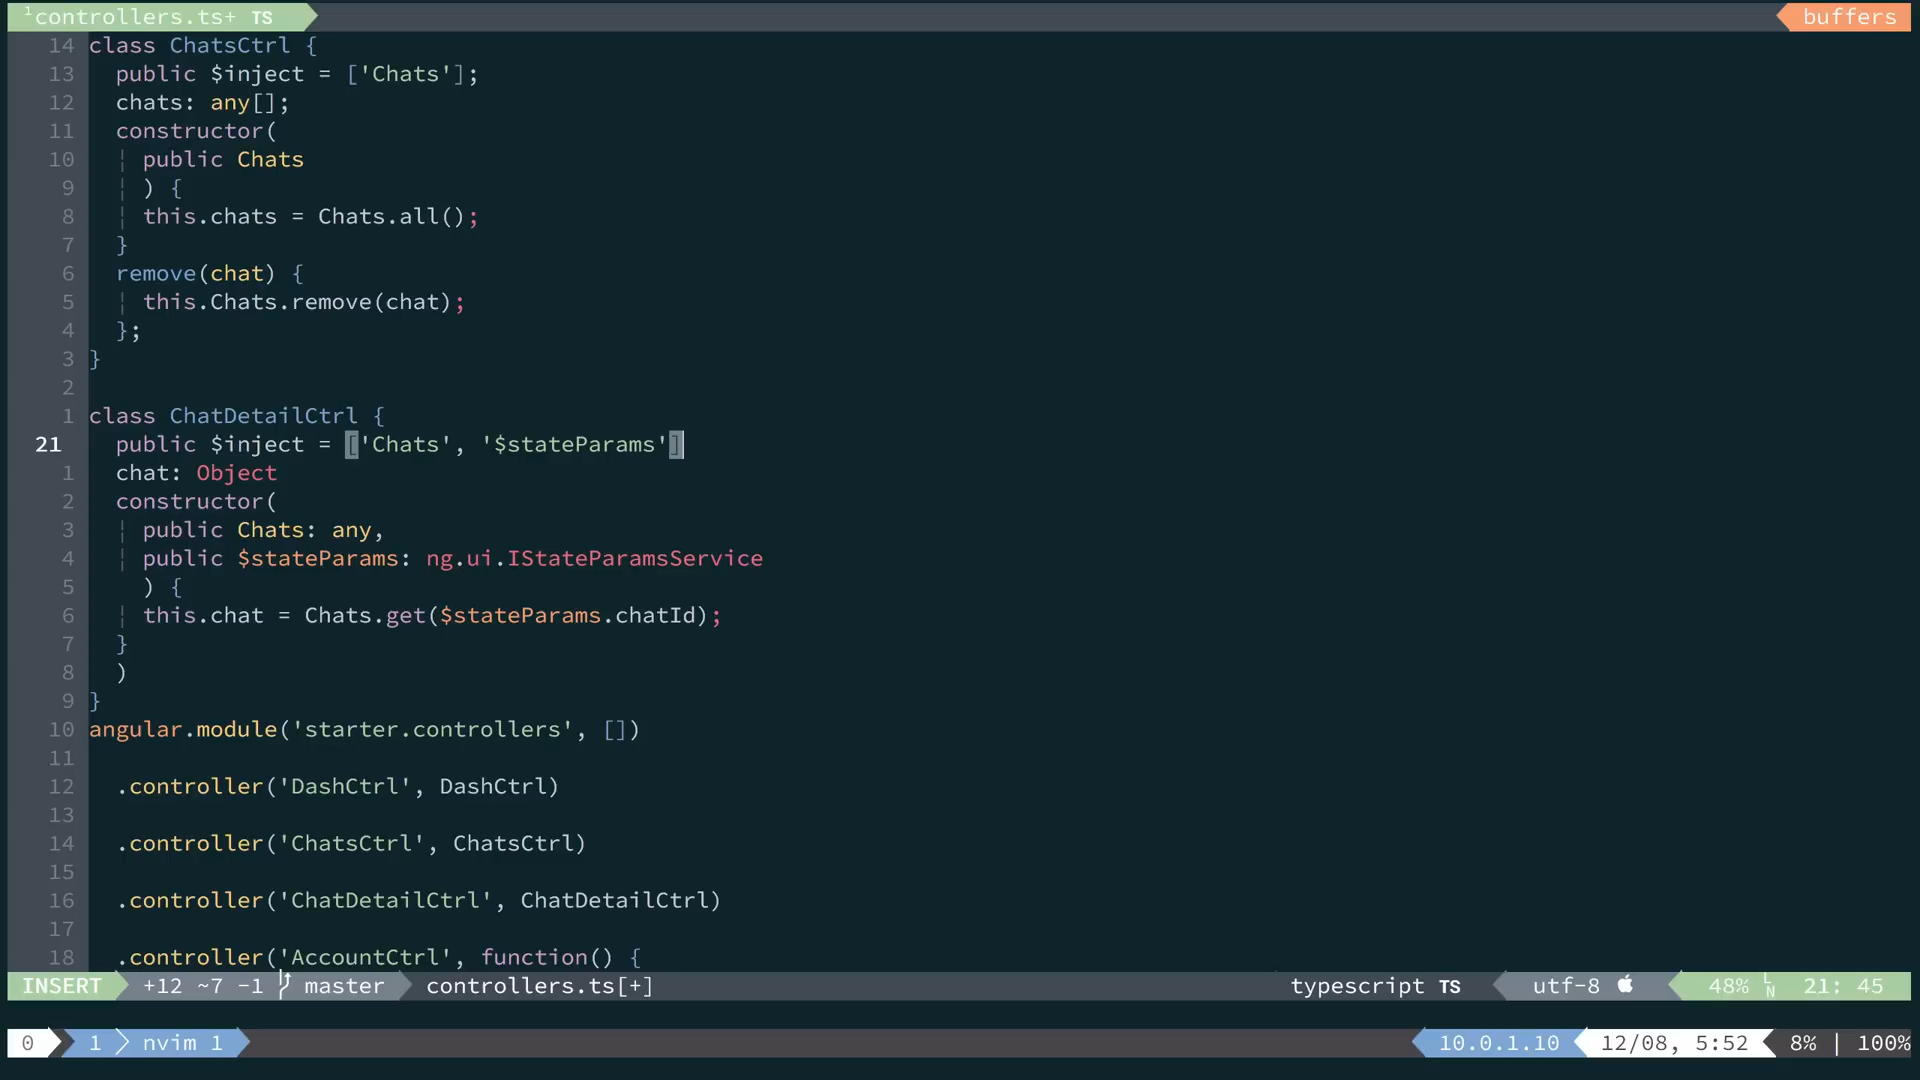 ¹controllers.ts+ TS buffers
14 class ChatsCtrl {
13 public $inject = ['Chats'];
12 chats: any[];
11 constructor(
10 public Chats
9 ) {
8 this.chats = Chats.all();
7 }
6 remove(chat) {
5 this.Chats.remove(chat);
4 };
3 }
2
1 class ChatDetailCtrl {
21 public $inject = ['Chats', '$stateParams']
1 chat: Object
2 constructor(
3 public Chats: any,
4 public $stateParams: ng.ui.IStateParamsService
5 ) {
6 this.chat = Chats.get($stateParams.chatId);
7 }
8 )
9 }
10 angular.module('starter.controllers', [])
11
12 .controller('DashCtrl', DashCtrl)
13
14 .controller('ChatsCtrl', ChatsCtrl)
15
16 .controller('ChatDetailCtrl', ChatDetailCtrl)
17
18 .controller('AccountCtrl', function() {
INSERT +12 ~7 -1 master controllers.ts[+] typescript TS utf-8 48% LN 21: 45
0 1 nvim 1 10.0.1.10 12/08, 5:52 8% | 100%